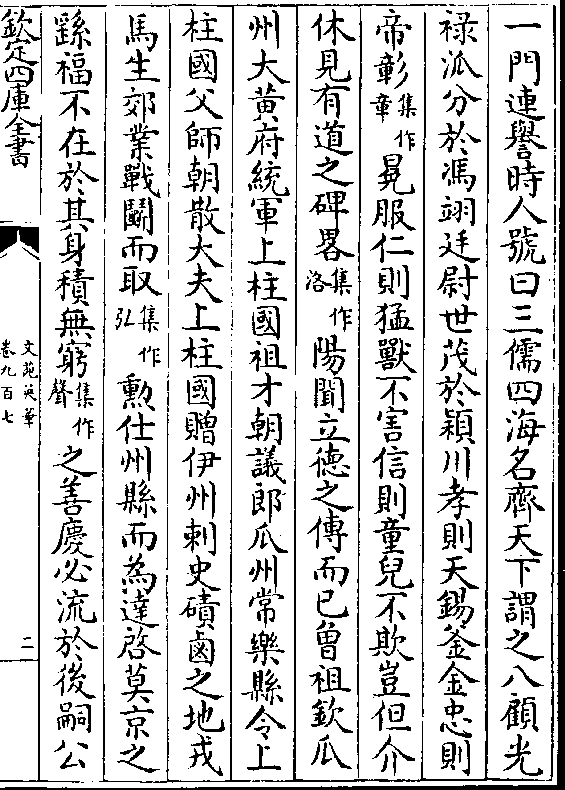 一門連譽時人號曰三儒四海名齊天下謂之八顧光
禄泒分於馮翊廷尉世茂於穎川孝則天錫釜金忠則
帝彰集作章晃服仁則猛獸不害信則童兒不欺豈但介
休見有道之碑畧集作洛陽聞立德之傳而已曾祖欽瓜
州大黄府統軍上柱國祖才朝議郎瓜州常樂縣令上
柱國父師朝散大夫上柱國贈伊州刺史磧鹵之地戎
馬生郊業戰鬬而取集作弘勲仕州縣而為達啓莫京之
繇福不在於其身積無窮集作聲之善慶必流於後嗣公
欽定四庫全書
文苑英華
卷九百七
二